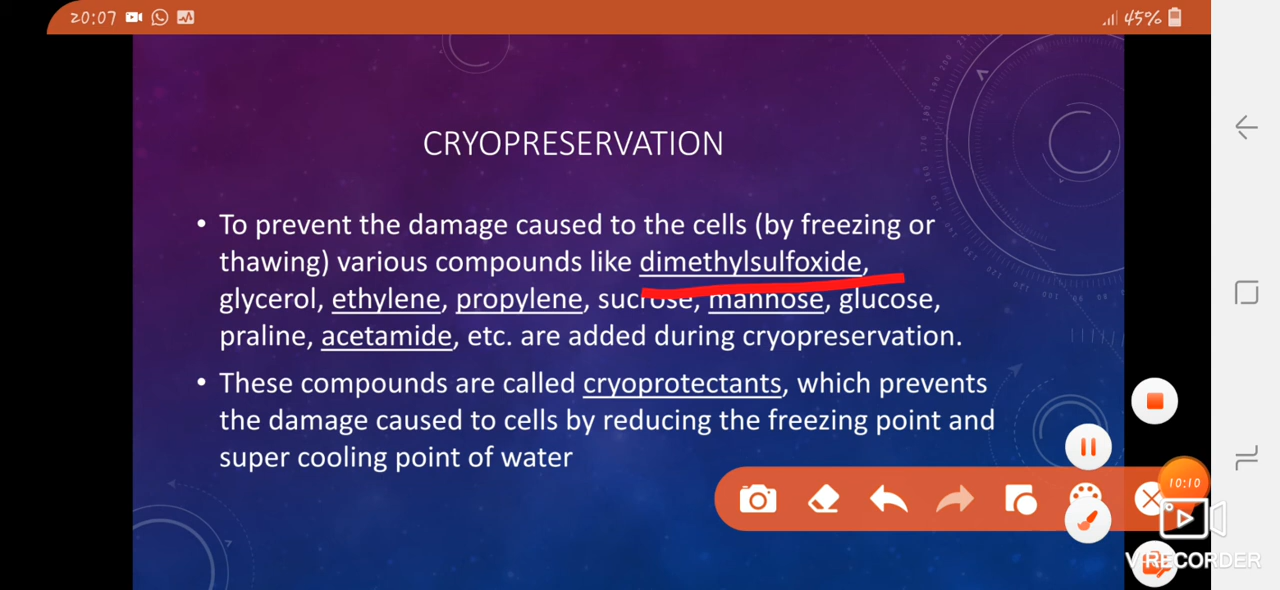 20:07
45%
CRYOPRESERVATION
• To prevent the damage caused to the cells (by freezing or
thawing) various compounds like dimethylsulfoxide,
glycerol, ethylene, propylene, sucrose, mannose, glucose,
praline, acetamide, etc. are added during cryopreservation.
• These compounds are called cryoprotectants, which prevents
the damage caused to cells by reducing the freezing point and
super cooling point of water
10:10
V-RECORDER